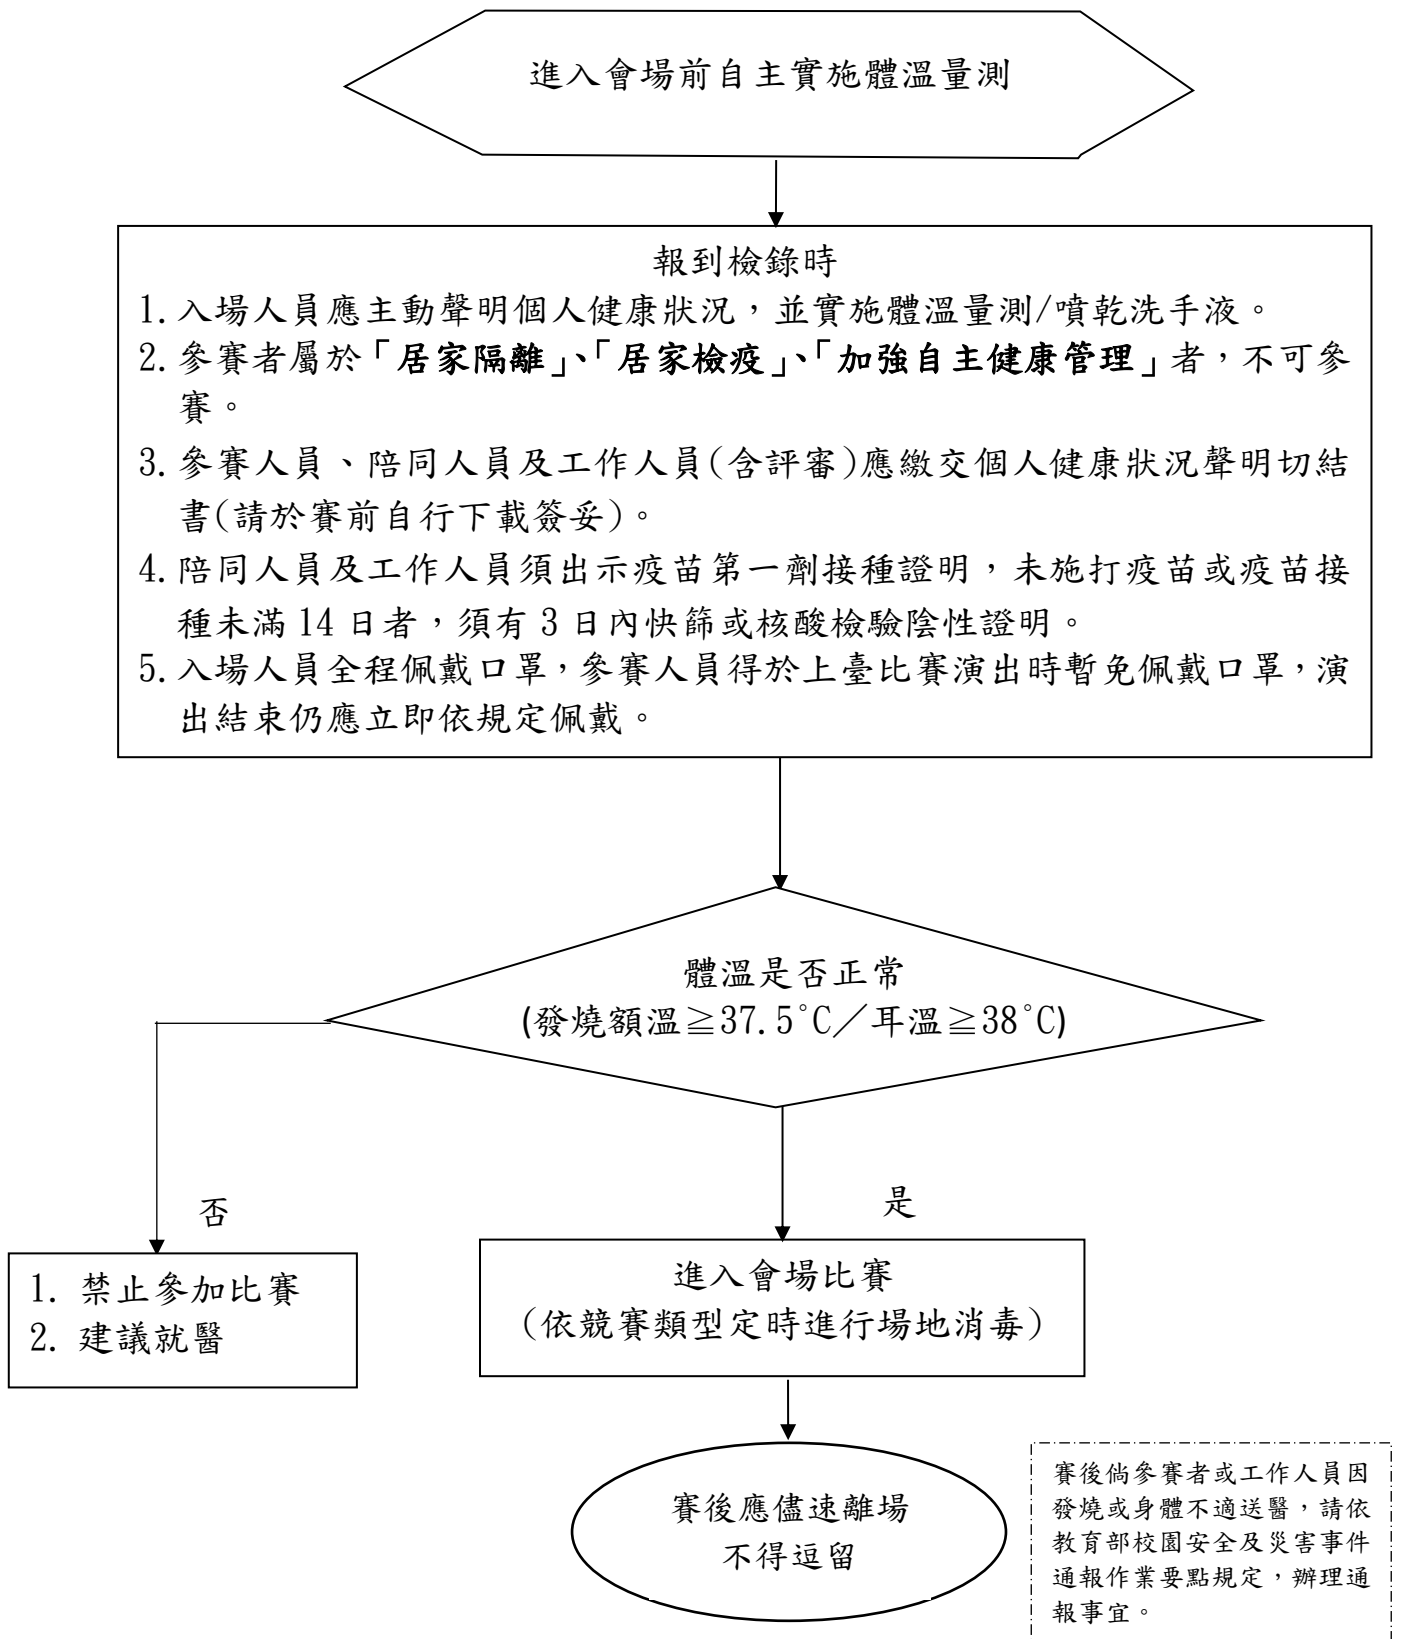 進入會場前自主實施體溫量測
報到檢錄時
1. 入場人員應主動聲明個人健康狀況，並實施體溫量測/噴乾洗手液。
2. 參賽者屬於「居家隔離」、「居家檢疫」、「加強自主健康管理」者，不可參
賽。
3. 參賽人員、陪同人員及工作人員(含評審)應繳交個人健康狀況聲明切結
書(請於賽前自行下載簽妥)。
4. 陪同人員及工作人員須出示疫苗第一劑接種證明，未施打疫苗或疫苗接
種未滿 14 日者，須有 3 日內快篩或核酸檢驗陰性證明。
5. 入場人員全程佩戴口罩，參賽人員得於上臺比賽演出時暫免佩戴口罩，演
出結束仍應立即依規定佩戴。
體溫是否正常
(發燒額溫≧37.5°C／耳溫≧38°C)
否
是
1. 禁止參加比賽
2. 建議就醫
進入會場比賽
（依競賽類型定時進行場地消毒）
賽後應儘速離場
不得逗留
賽後倘參賽者或工作人員因
發燒或身體不適送醫，請依
教育部校園安全及災害事件
通報作業要點規定，辦理通
報事宜。